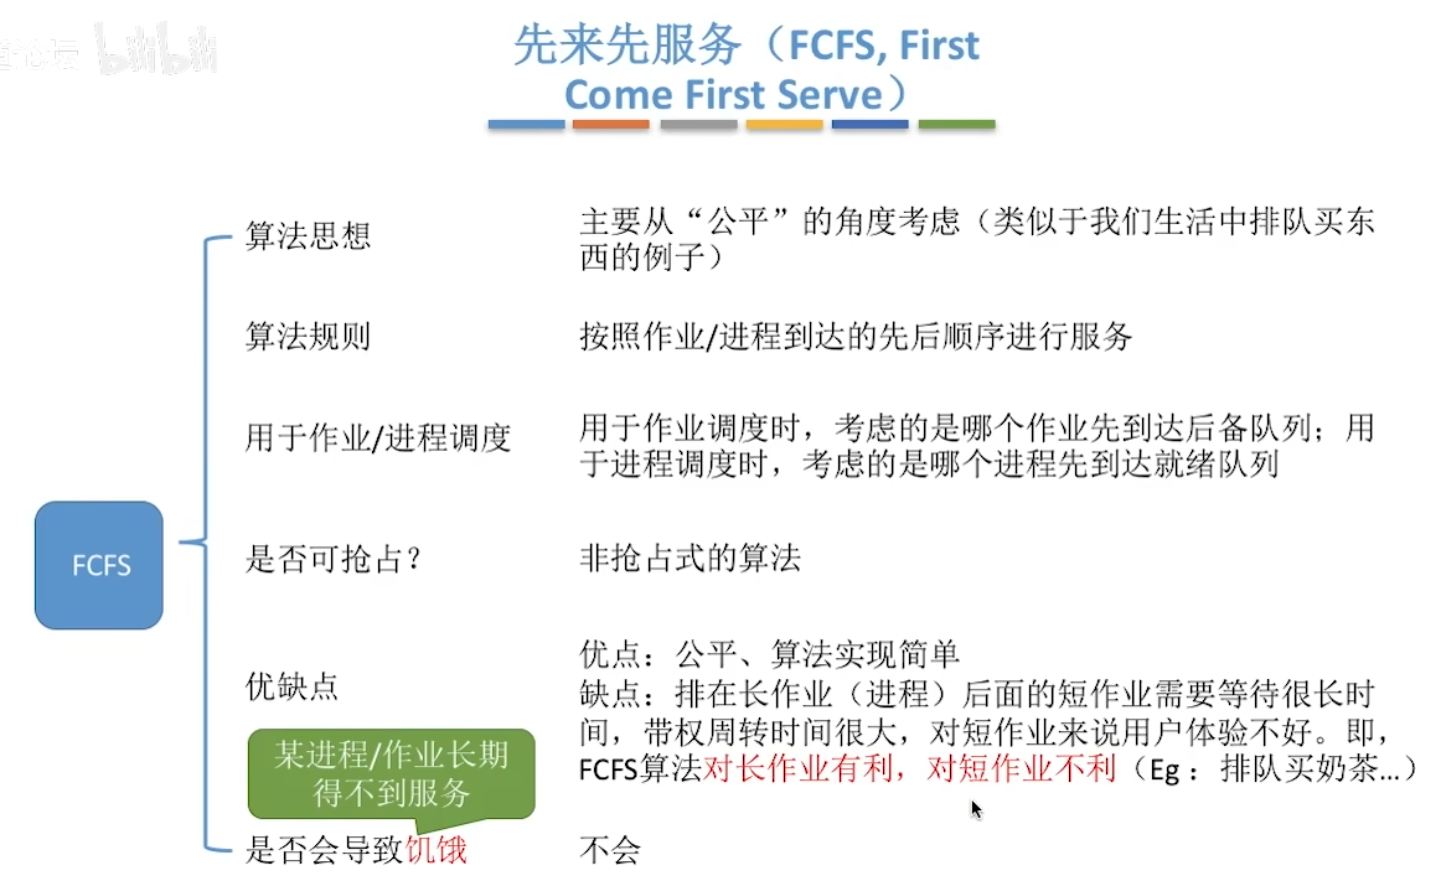 bilibili
先来先服务（FCFS, First
Come First Serve）
算法思想
主要从“公平”的角度考虑（类似于我们生活中排队买东
西的例子）
算法规则
按照作业/进程到达的先后顺序进行服务
用于作业/进程调度
用于作业调度时，考虑的是哪个作业先到达后备队列；用
于进程调度时，考虑的是哪个进程先到达就绪队列
FCFS
是否可抢占？
非抢占式的算法
优缺点
优点：公平、算法实现简单
缺点：排在长作业（进程）后面的短作业需要等待很长时
间，带权周转时间很大，对短作业来说用户体验不好。即，
FCFS算法对长作业有利，对短作业不利（Eg：排队买奶茶...）
某进程/作业长期
得不到服务
是否会导致饥饿
不会